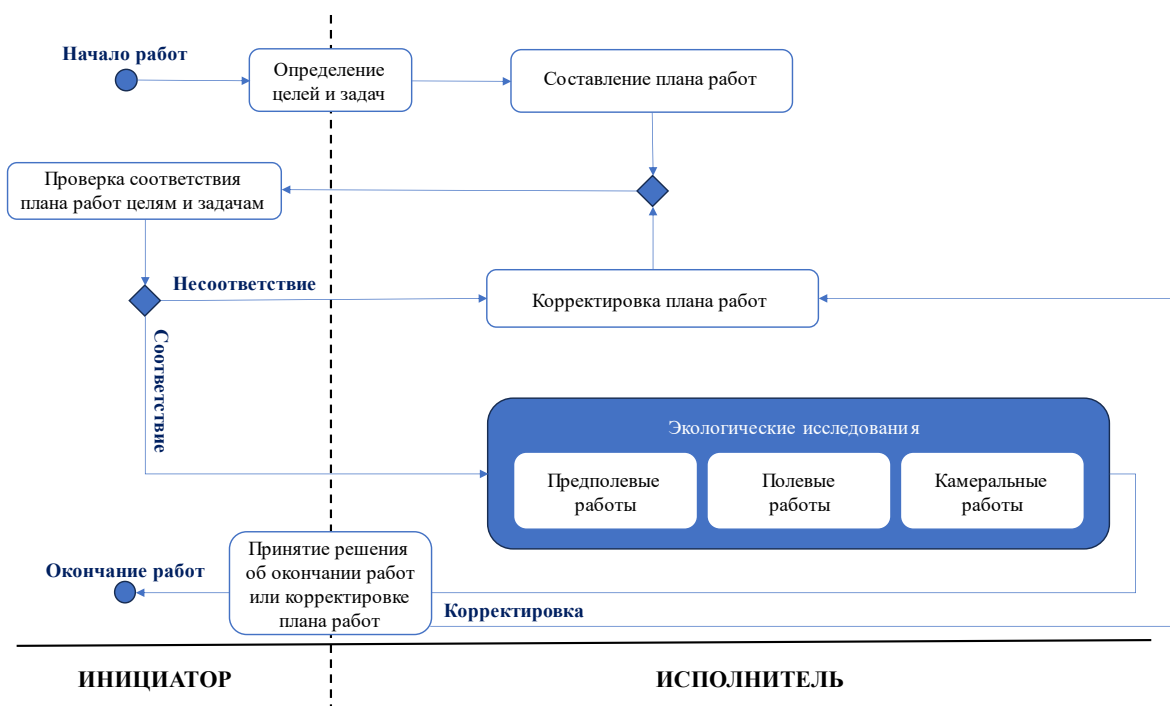 Начало работ
Определение
целей и задач
Составление плана работ
Проверка соответствия
плана работ целям и задачам
Несоответствие
Корректировка плана работ
Соответствие
Экологические исследования
Предполевые
работы
Полевые
работы
Камеральные
работы
Принятие решения
об окончании работ
или корректировке
плана работ
Окончание работ
Корректировка
ИНИЦИАТОР
ИСПОЛНИТЕЛЬ